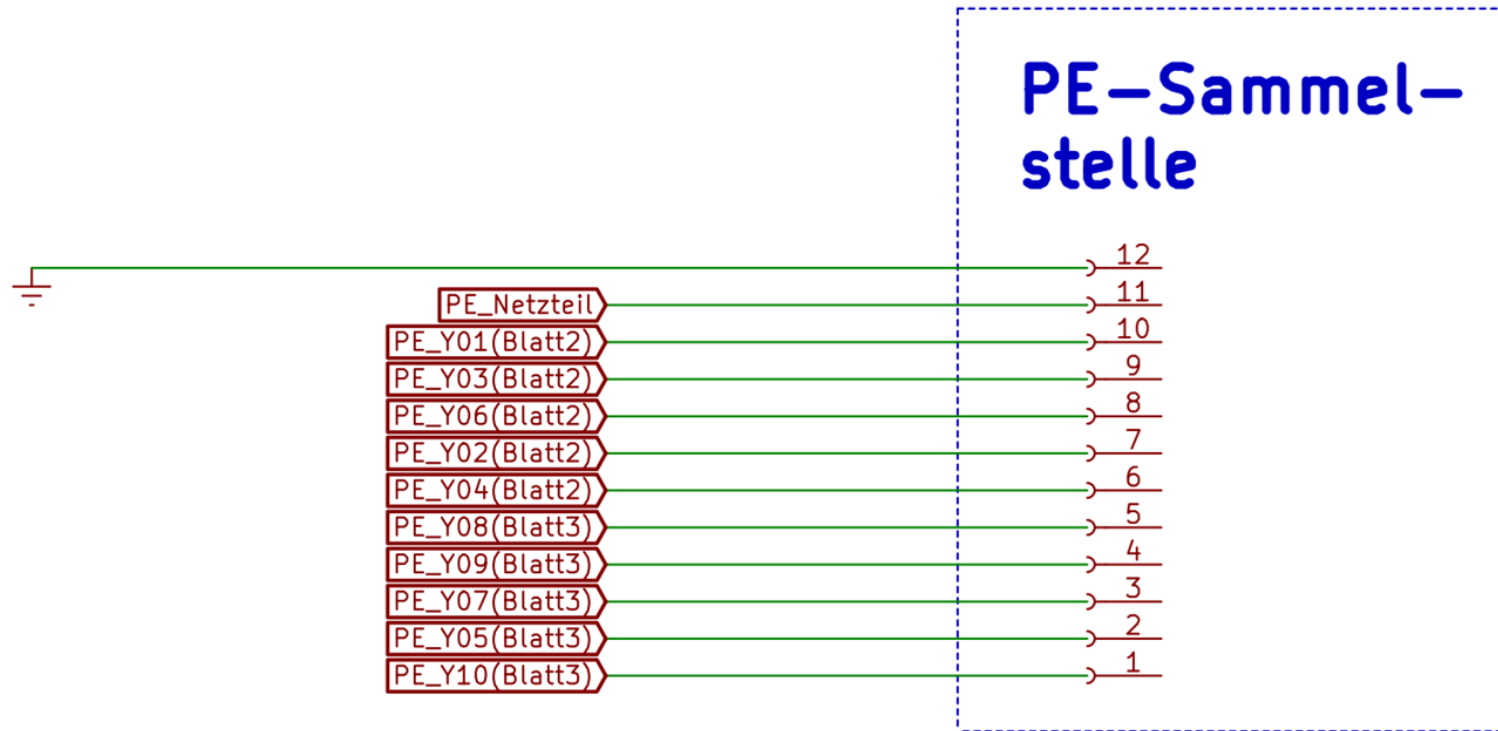 PE-Sammel-
stelle
12
PE_Netzteil 11
PE_Y01(Blatt2) 10
PE_Y03(Blatt2) 9
PE_Y06(Blatt2) 8
PE_Y02(Blatt2) 7
PE_Y04(Blatt2) 6
PE_Y08(Blatt3) 5
PE_Y09(Blatt3) 4
PE_Y07(Blatt3) 3
PE_Y05(Blatt3) 2
PE_Y10(Blatt3) 1